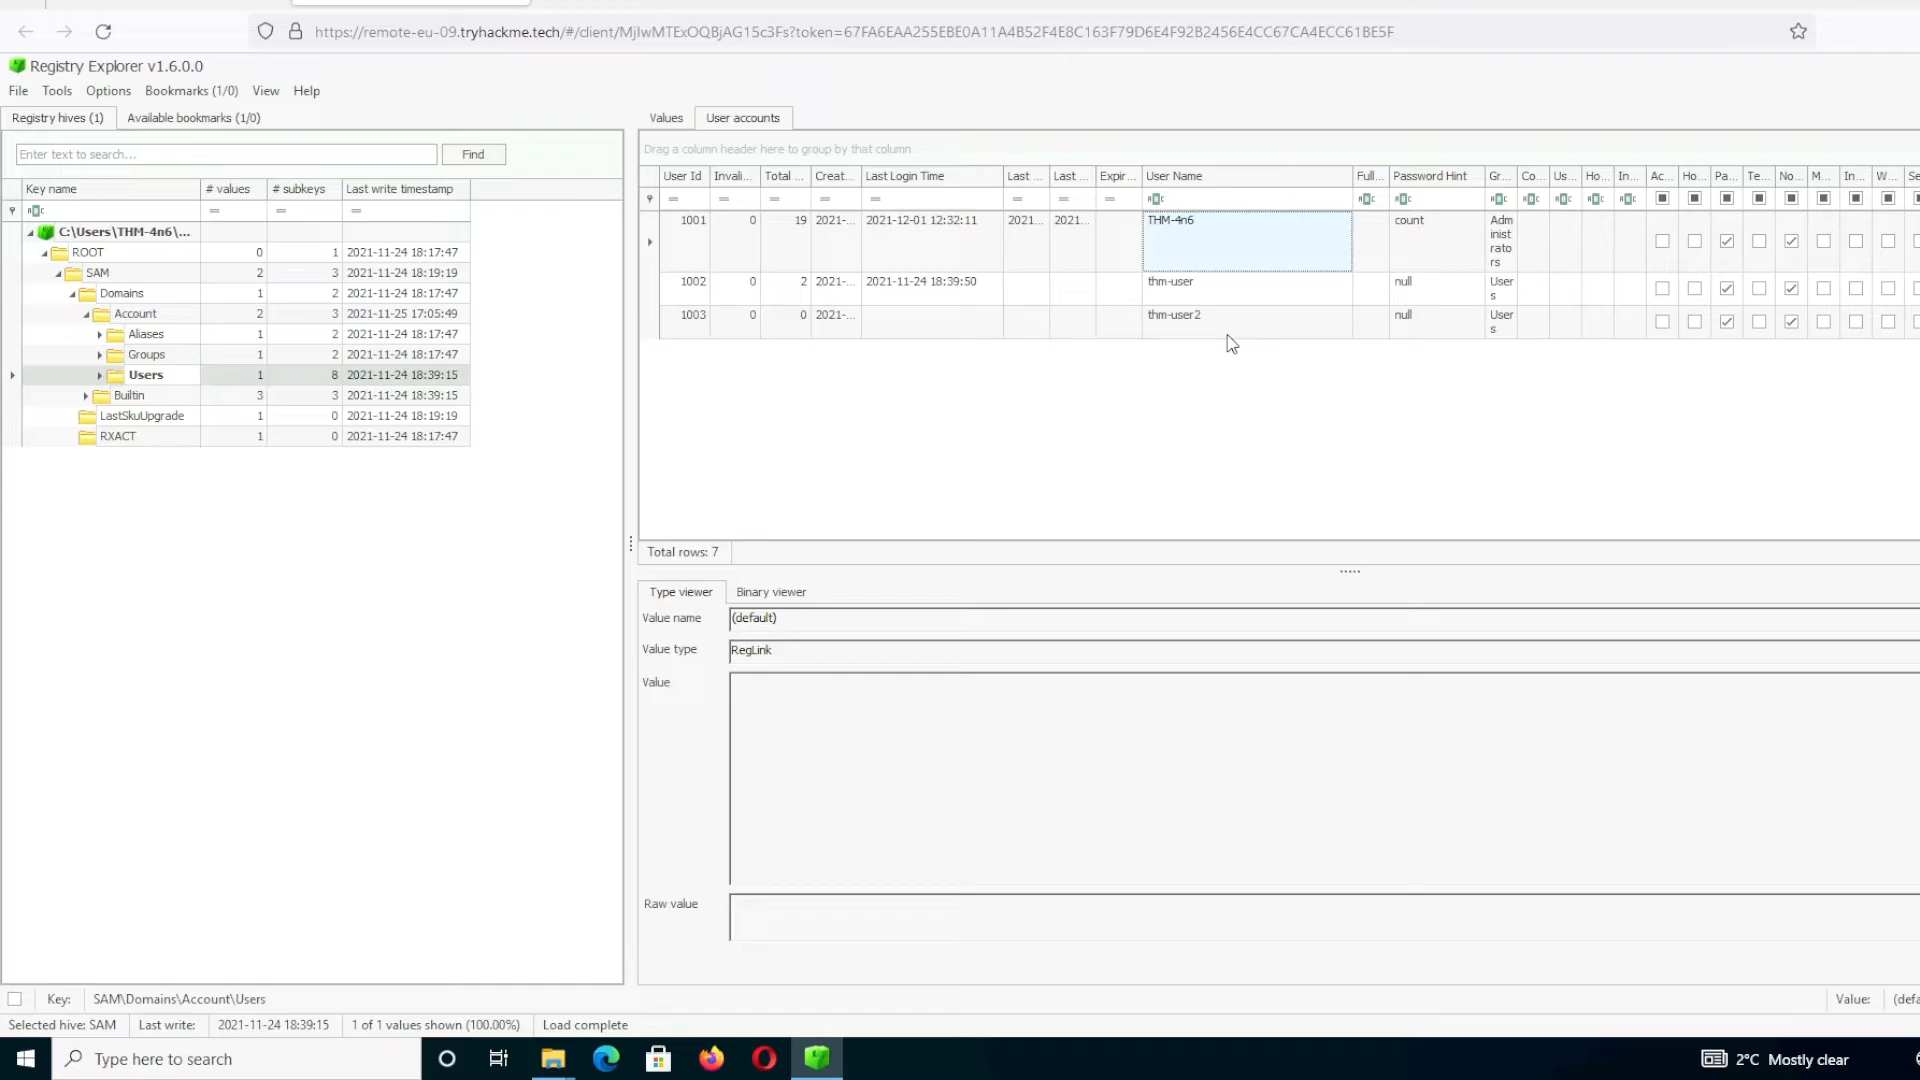 https://remote-eu-09.tryhackme.tech/#/client/MjIwMTExOQBjAG15c3Fs?token=67FA6EAA255EBE0A11A4B52F4E8C163F79D6E4F92B2456E4CC67CA4ECC61BE5F
Registry Explorer v1.6.0.0
File Tools Options Bookmarks (1/0) View Help
Registry hives (1) Available bookmarks (1/0)
Enter text to search... Find
Key name # values # subkeys Last write timestamp
C:\Users\THM-4n6\...
ROOT 0 1 2021-11-24 18:17:47
SAM 2 3 2021-11-24 18:19:19
Domains 1 2 2021-11-24 18:17:47
Account 2 3 2021-11-25 17:05:49
Aliases 1 2 2021-11-24 18:17:47
Groups 1 2 2021-11-24 18:17:47
Users 1 8 2021-11-24 18:39:15
Builtin 3 3 2021-11-24 18:39:15
LastSkuUpgrade 1 0 2021-11-24 18:19:19
RXACT 1 0 2021-11-24 18:17:47
Values User accounts
Drag a column header here to group by that column
User Id Invali... Total ... Creat... Last Login Time Last ... Last ... Expir... User Name Full... Password Hint Gr... Co... Us... Ho... In... Ac... Ho... Pa... Te... No... M... In... W... Se
= = = = = = = =
1001 0 19 2021-... 2021-12-01 12:32:11 2021... 2021... THM-4n6 count Adm
inist
rato
rs
1002 0 2 2021-... 2021-11-24 18:39:50 thm-user null User
s
1003 0 0 2021-... thm-user2 null User
s
Total rows: 7
Type viewer Binary viewer
Value name (default)
Value type RegLink
Value
Raw value
Key: SAM\Domains\Account\Users Value: (defa
Selected hive: SAM Last write: 2021-11-24 18:39:15 1 of 1 values shown (100.00%) Load complete
Type here to search 2°C Mostly clear